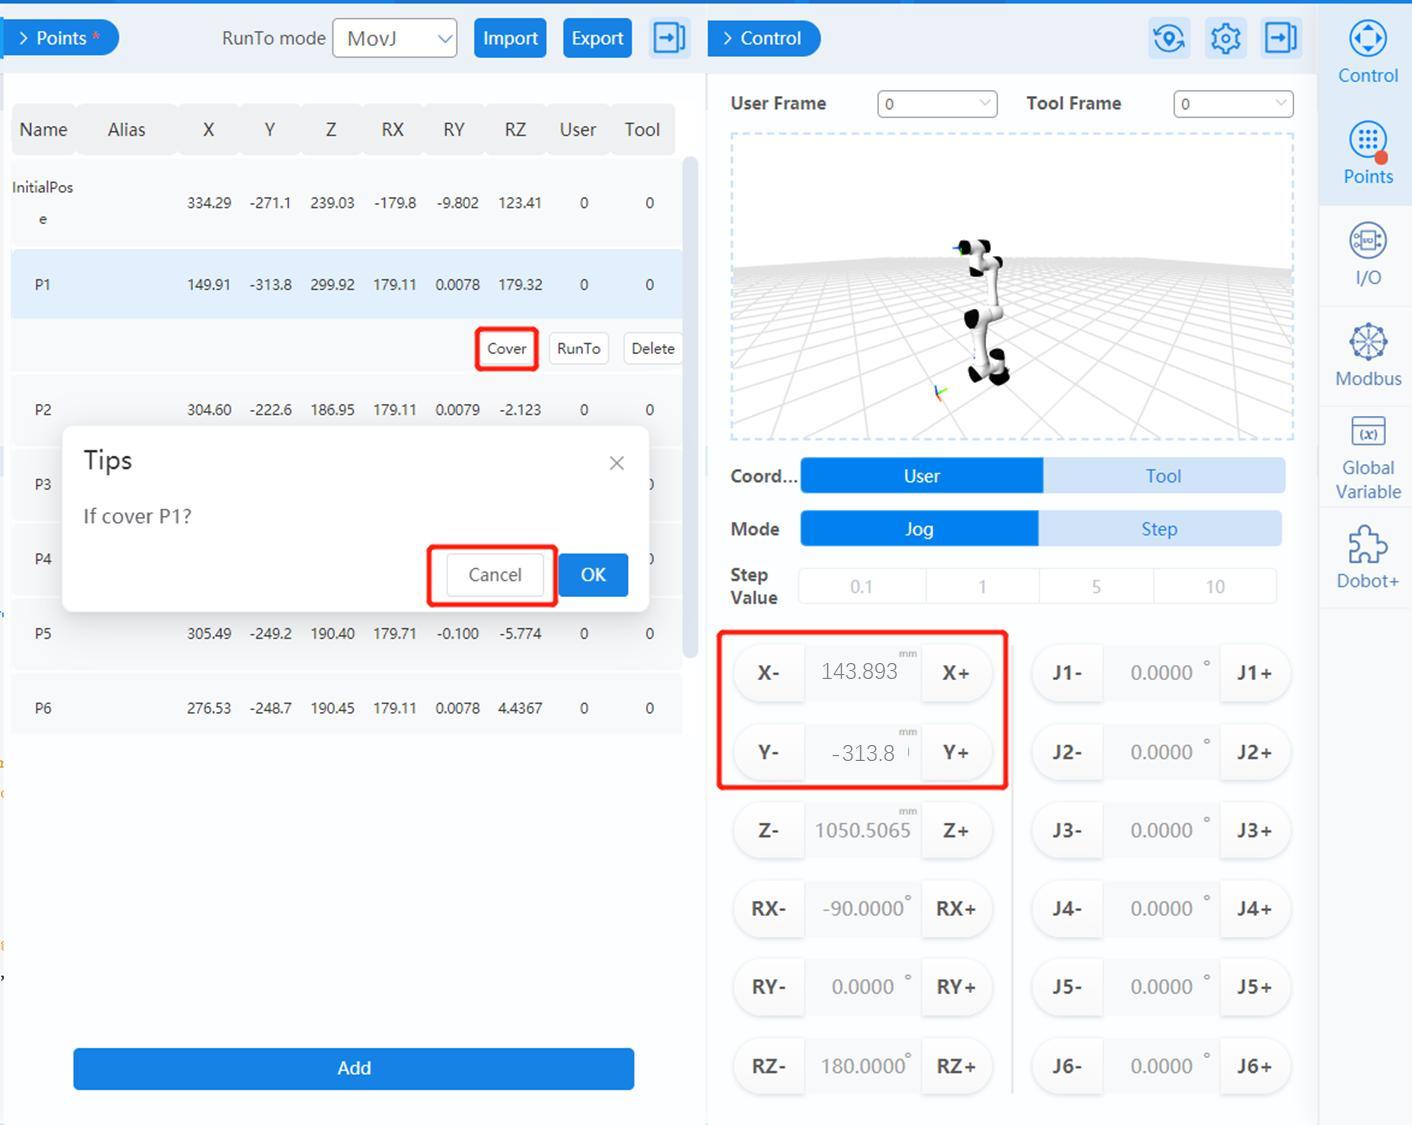 Points *
RunTo mode MovJ Import Export
Control
Name Alias X Y Z RX RY RZ User Tool
InitialPos
e 334.29 -271.1 239.03 -179.8 -9.802 123.41 0 0
P1 149.91 -313.8 299.92 179.11 0.0078 179.32 0 0
Cover RunTo Delete
P2 304.60 -222.6 186.95 179.11 0.0079 -2.123 0 0
P3
P4
Tips
If cover P1?
Cancel OK
P5 305.49 -249.2 190.40 179.71 -0.100 -5.774 0 0
P6 276.53 -248.7 190.45 179.11 0.0078 4.4367 0 0
Add
User Frame 0 Tool Frame 0
Coord... User Tool
Mode Jog Step
Step
Value 0.1 1 5 10
X- 143.893 mm X+ J1- 0.0000 ° J1+
Y- -313.8 mm Y+ J2- 0.0000 ° J2+
Z- 1050.5065 mm Z+ J3- 0.0000 ° J3+
RX- -90.0000° RX+ J4- 0.0000 ° J4+
RY- 0.0000 ° RY+ J5- 0.0000 ° J5+
RZ- 180.0000° RZ+ J6- 0.0000 ° J6+
Control
Points
I/O
I/O
Modbus
(x)
Global
Variable
Dobot+